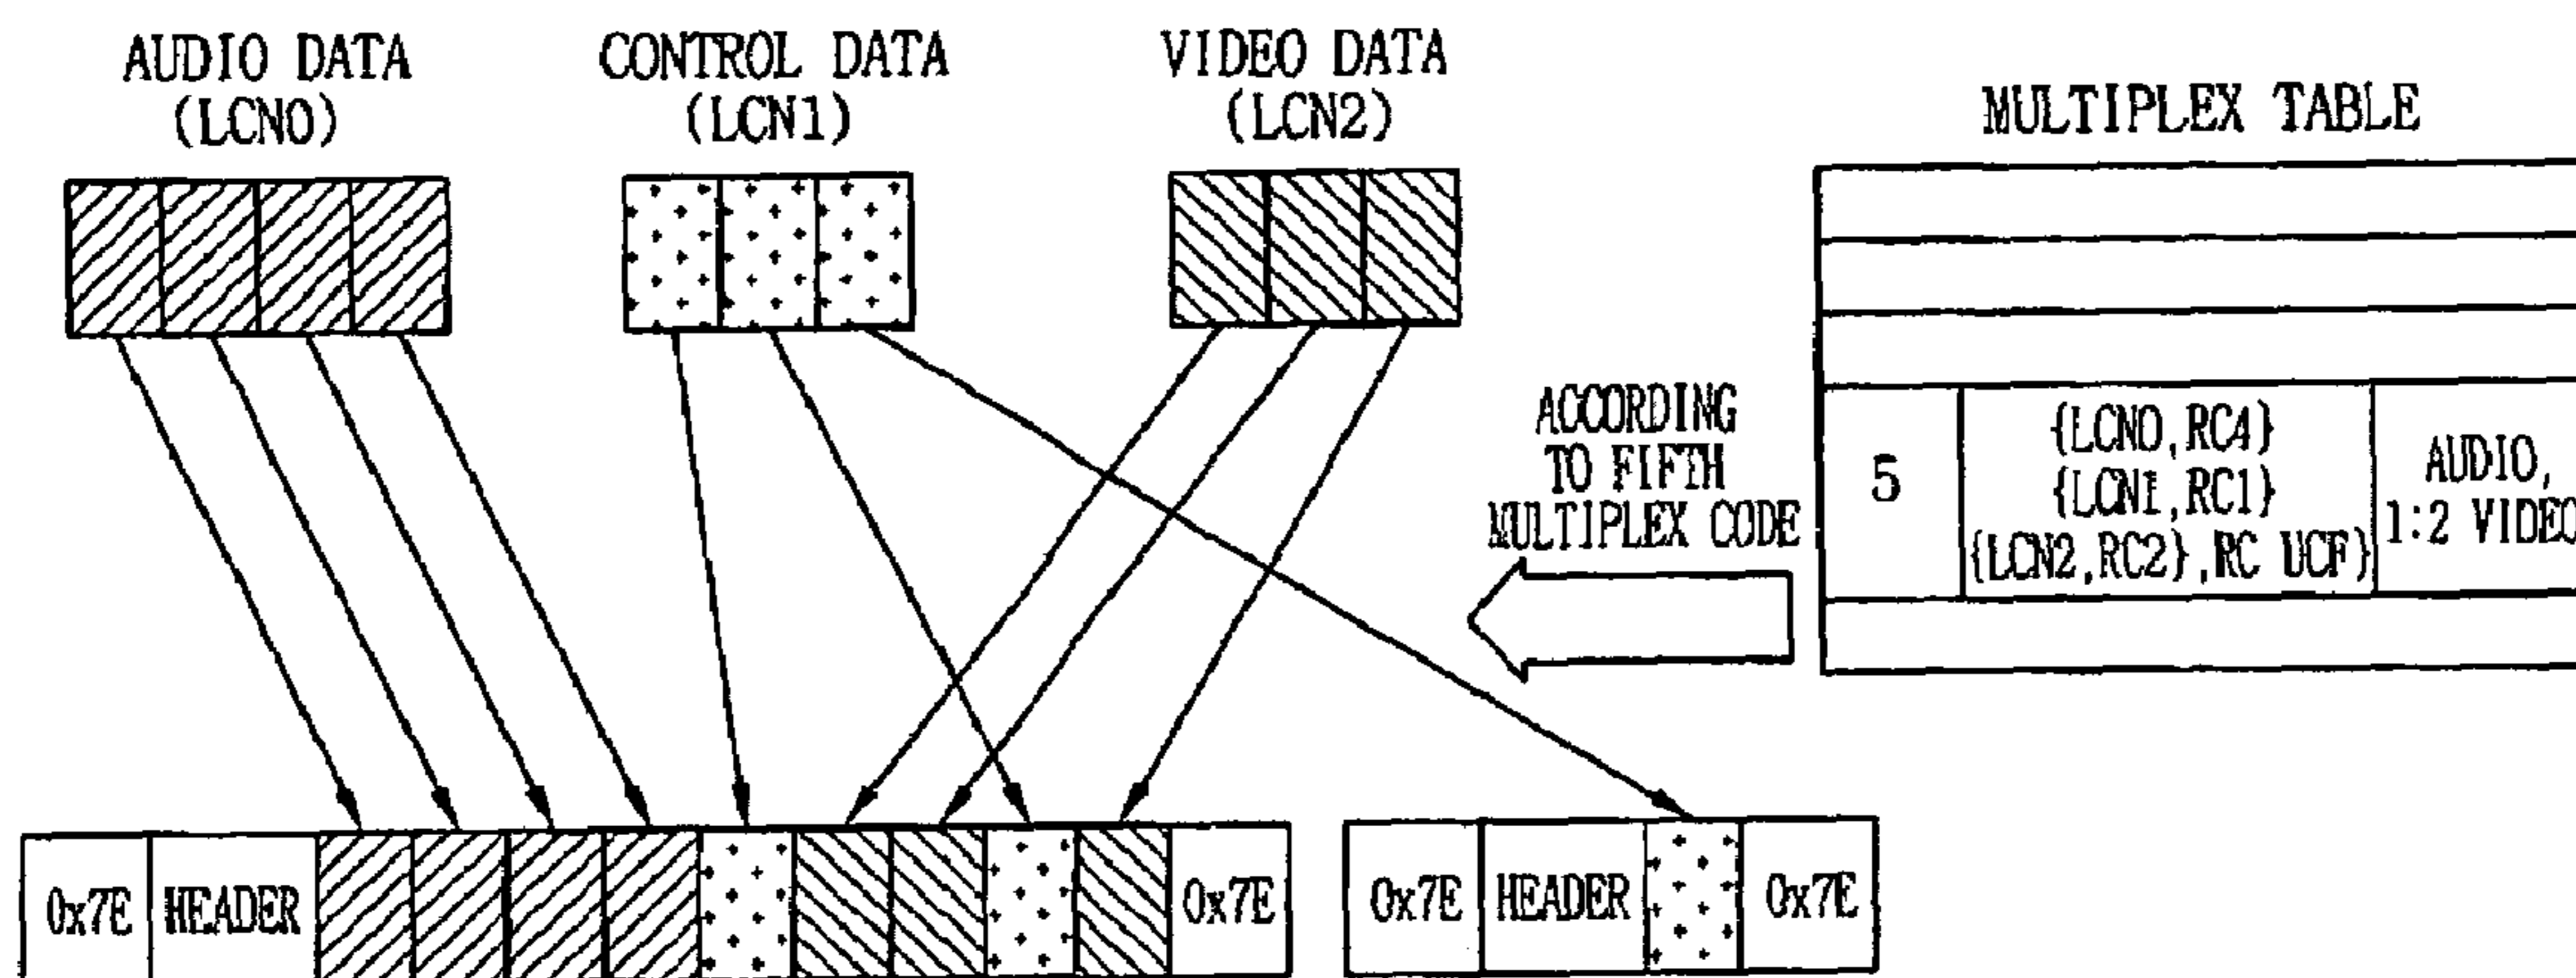 AUDIO DATA
(LCN0)
CONTROL DATA
(LCN1)
VIDEO DATA
(LCN2)
MULTIPLEX TABLE
ACCORDING
TO FIFTH
MULTIPLEX CODE
5
{LCN0,RC4}
{LCN1,RC1}
{LCN2,RC2},RC UCF}
AUDIO,
1:2 VIDEO
0x7E
HEADER
0x7E
0x7E
HEADER
0x7E